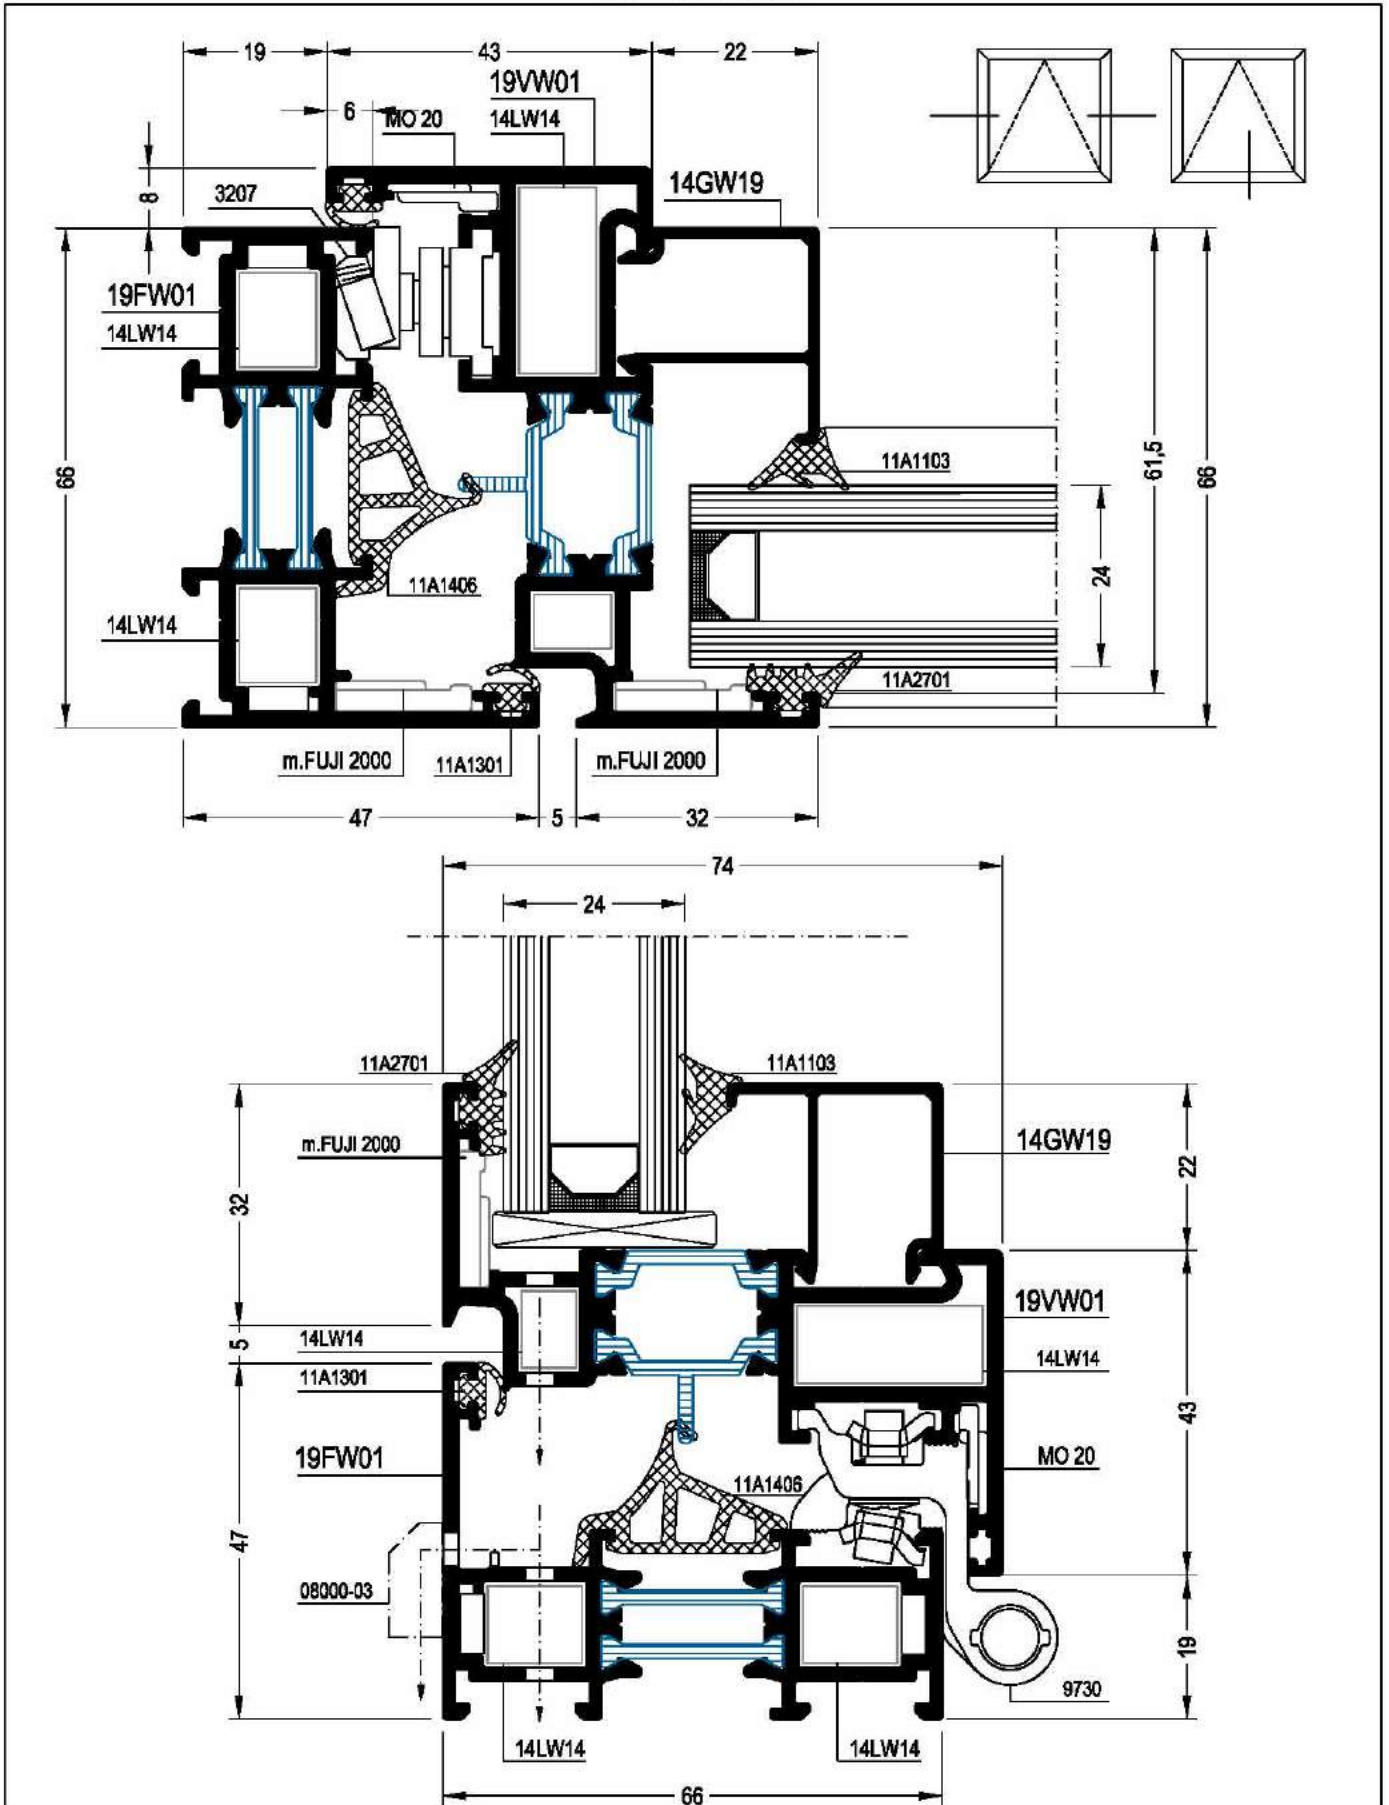 19
43
22
19VW01
6
MO 20
14LW14
8
3207
14GW19
19FW01
14LW14
66
11A1103
61,5
66
24
11A1406
14LW14
11A2701
m.FUJI 2000
11A1301
m.FUJI 2000
47
5
32
74
24
11A2701
11A1103
m.FUJI 2000
14GW19
22
32
19VW01
5
14LW14
14LW14
11A1301
43
19FW01
MO 20
11A1406
47
08000-03
19
9730
14LW14
14LW14
66